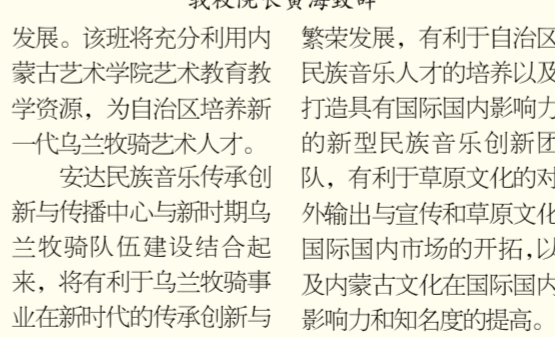 我校院长黄海致辞
发展。该班将充分利用内
蒙古艺术学院艺术教育教
学资源，为自治区培养新
一代乌兰牧骑艺术人才。
安达民族音乐传承创
新与传播中心与新时期乌
兰牧骑队伍建设结合起
来，将有利于乌兰牧骑事
业在新时代的传承创新与
繁荣发展，有利于自治区
民族音乐人才的培养以及
打造具有国际国内影响力
的新型民族音乐创新团
队，有利于草原文化的对
外输出与宣传和草原文化
国际国内市场的开拓，以
及内蒙古文化在国际国内
影响力和知名度的提高。